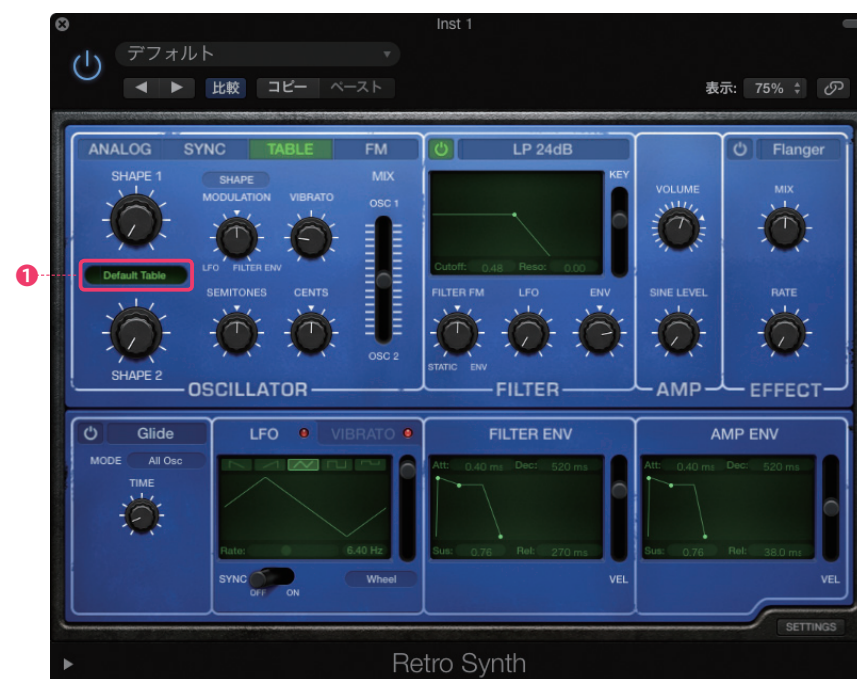 Inst 1
デフォルト
比較 コピー ペースト
表示: 75%
ANALOG SYNC TABLE FM
LP 24dB
Flanger
SHAPE 1
SHAPE
MODULATION VIBRATO
MIX
OSC 1
KEY
VOLUME
MIX
LFO FILTER ENV
1
Default Table
Cutoff: 0.48 Reso: 0.00
SEMITONES CENTS
FILTER FM LFO ENV
SINE LEVEL
RATE
OSC 2
STATIC ENV
SHAPE 2
OSCILLATOR
FILTER
AMP
EFFECT
Glide
LFO VIBRATO
FILTER ENV
AMP ENV
MODE All Osc
TIME
Att: 0.40 ms Dec: 520 ms
Att: 0.40 ms Dec: 520 ms
Rate: 6.40 Hz
Sus: 0.76 Rel: 270 ms
Sus: 0.76 Rel: 38.0 ms
SYNC OFF ON
Wheel
VEL
VEL
SETTINGS
Retro Synth